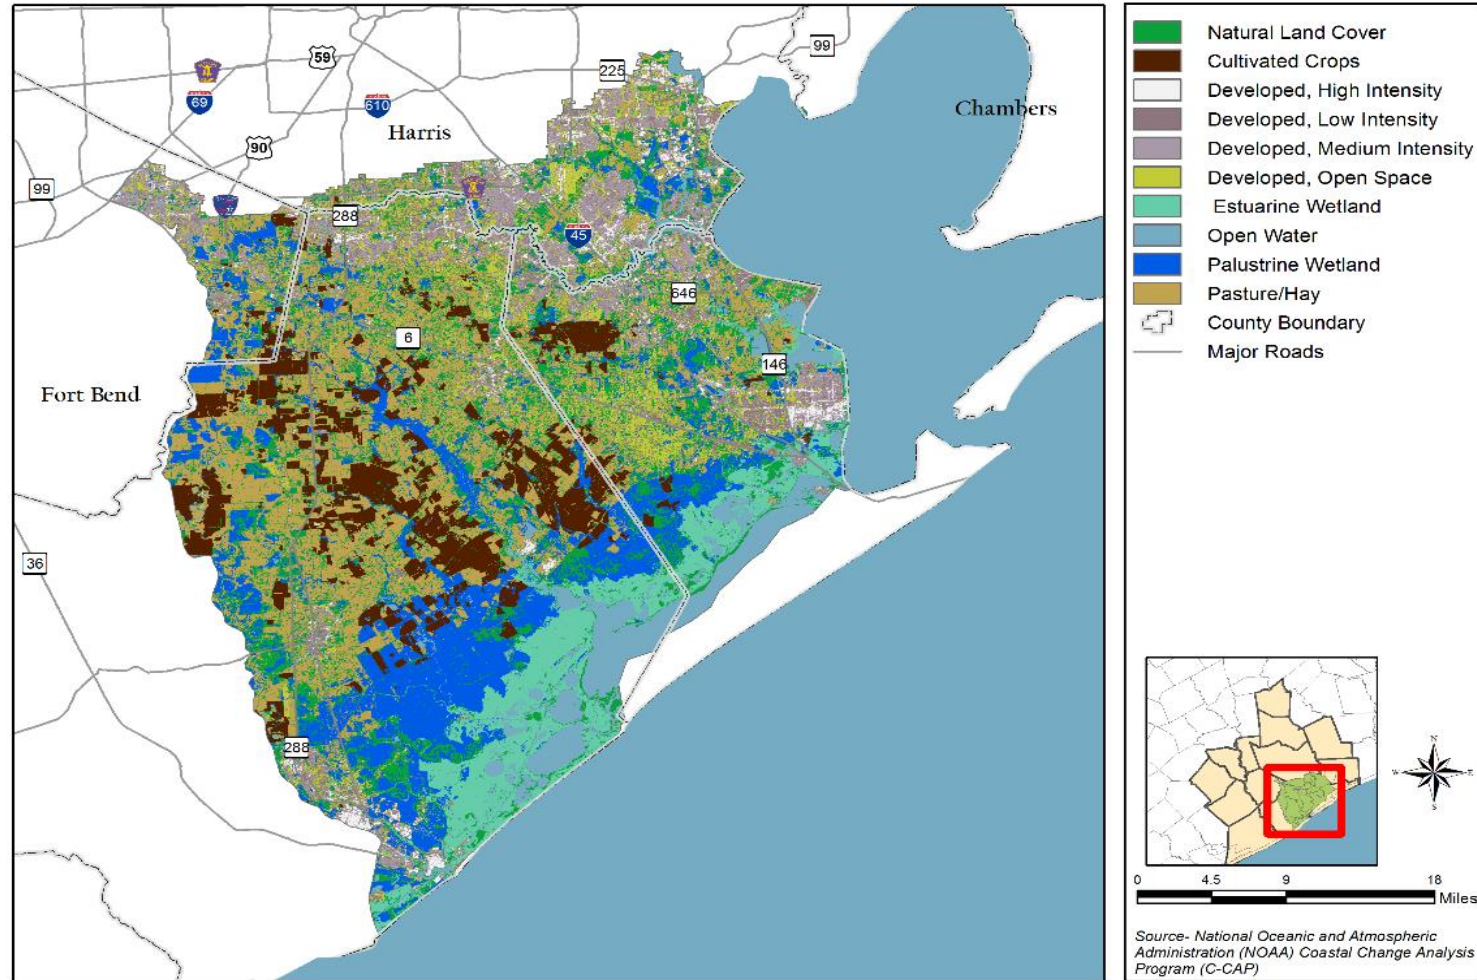 59
99
225
69
610
Chambers
Harris
90
99
288
45
646
6
146
Fort Bend
36
288
Natural Land Cover
Cultivated Crops
Developed, High Intensity
Developed, Low Intensity
Developed, Medium Intensity
Developed, Open Space
Estuarine Wetland
Open Water
Palustrine Wetland
Pasture/Hay
County Boundary
Major Roads
N
W
E
S
0 4.5 9 18
Miles
Source- National Oceanic and Atmospheric
Administration (NOAA) Coastal Change Analysis
Program (C-CAP)